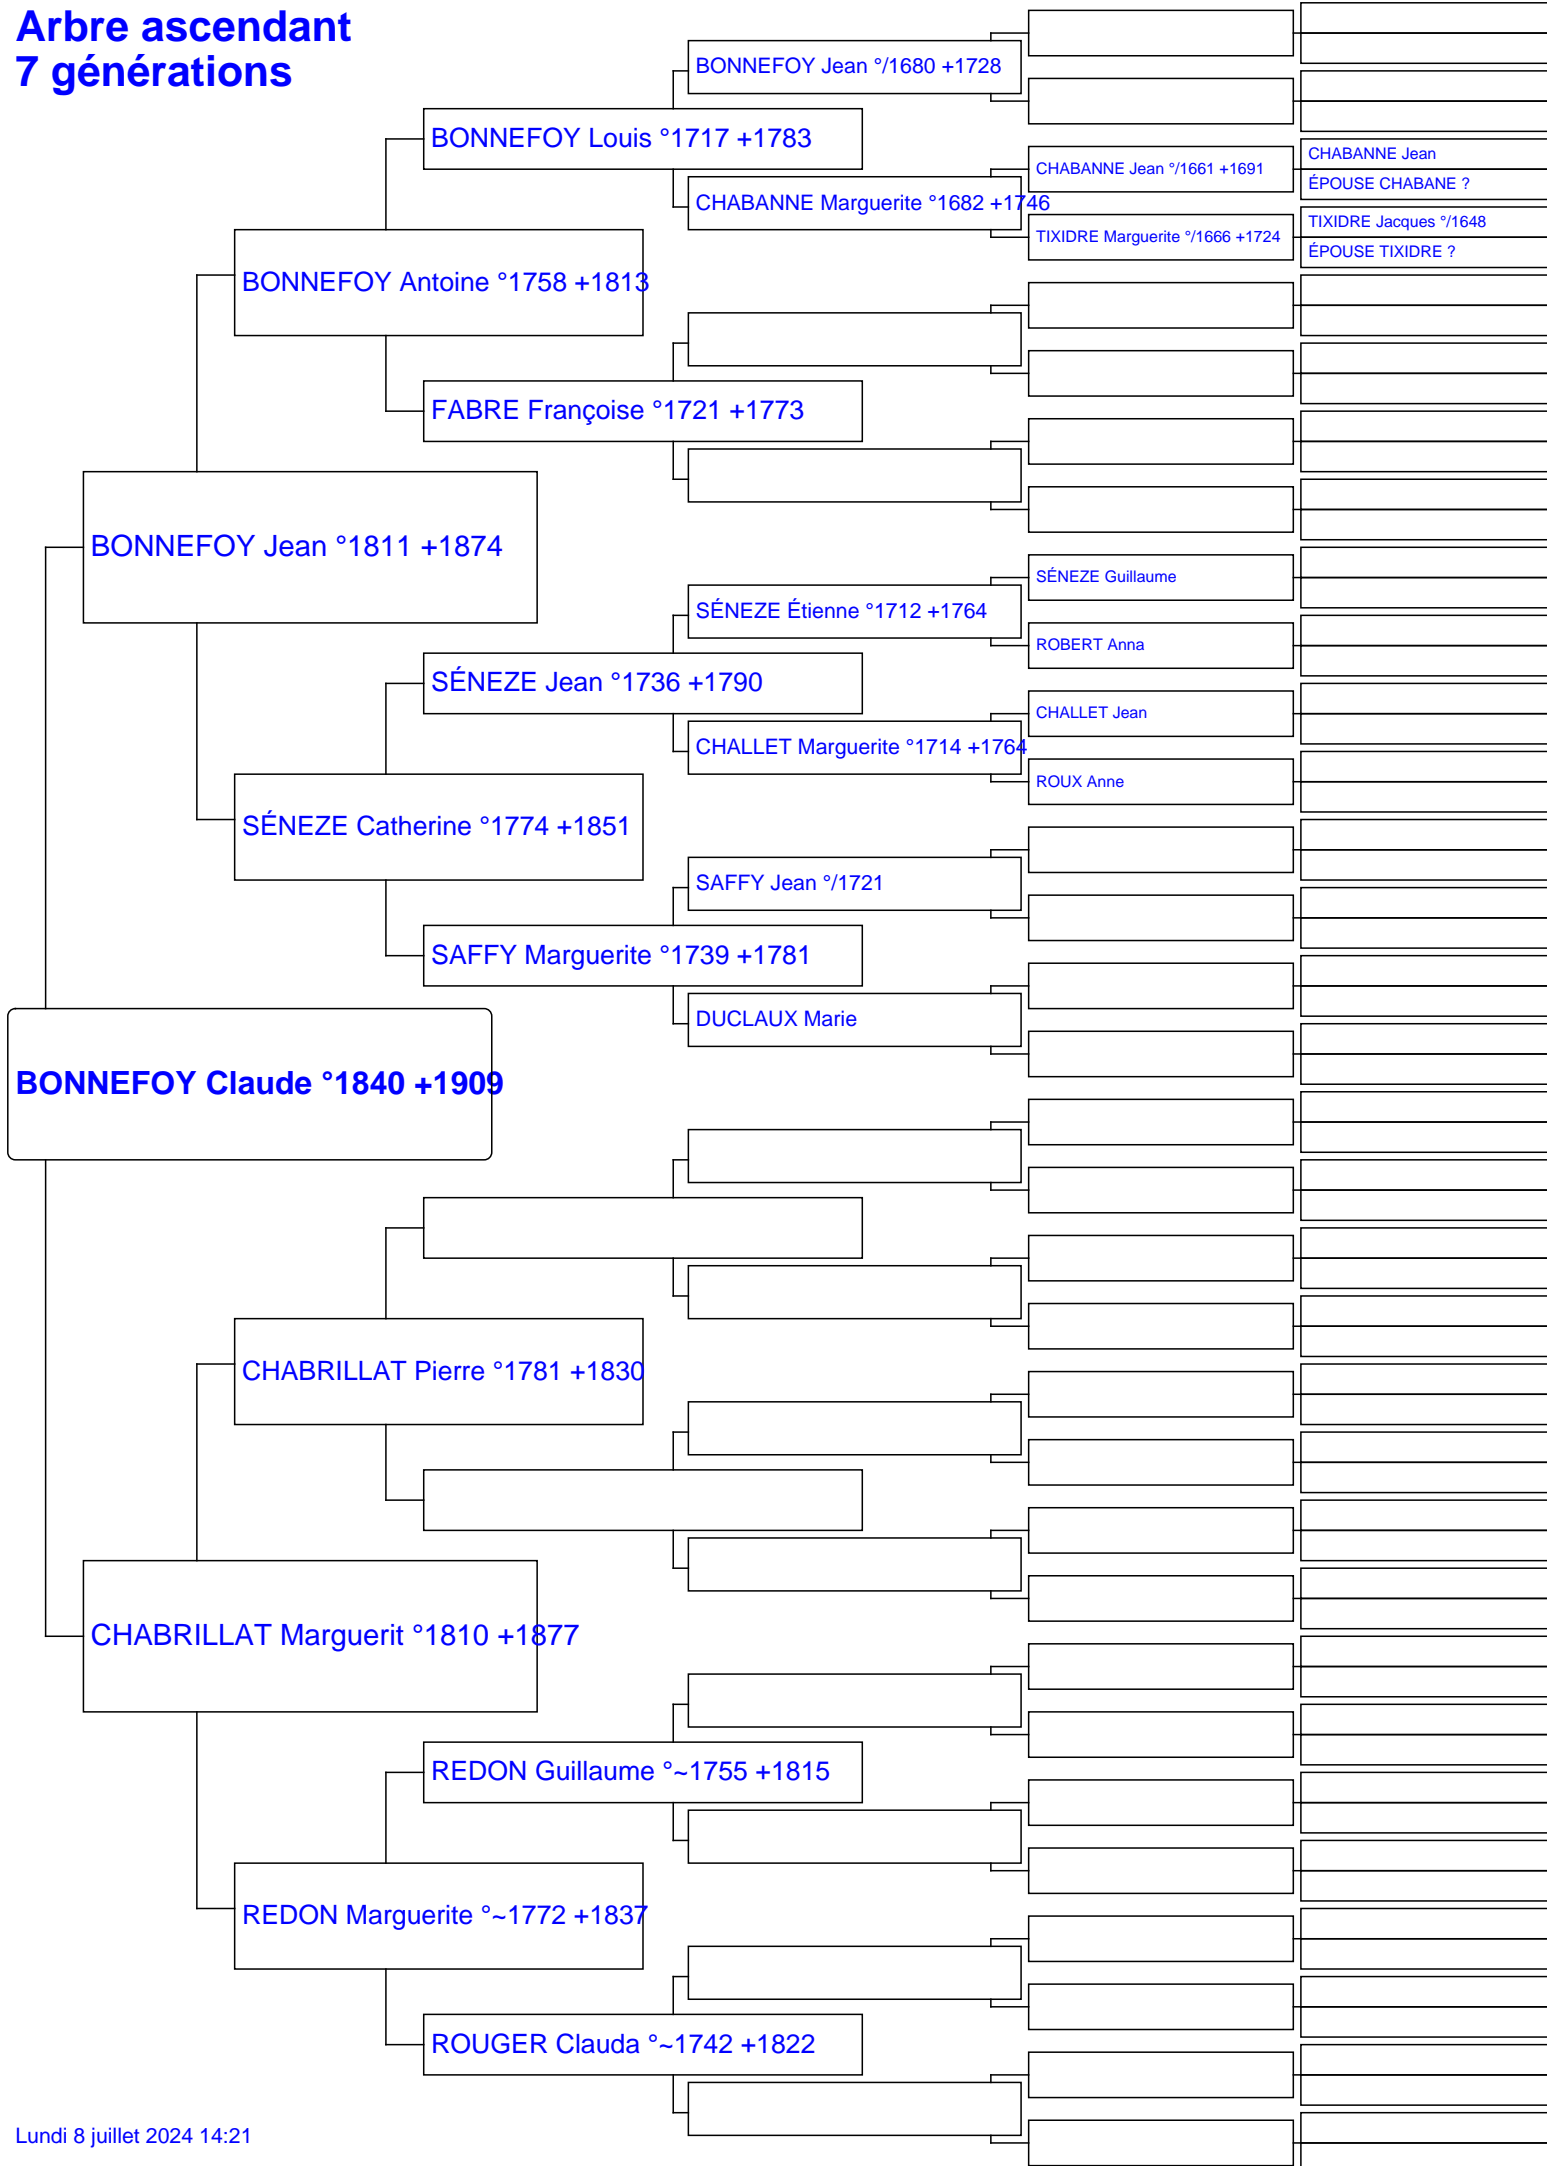 Arbre ascendant
7 générations
BONNEFOY Jean °/1680 +1728
BONNEFOY Louis °1717 +1783
CHABANNE Jean °/1661 +1691
CHABANNE Jean
ÉPOUSE CHABANE ?
CHABANNE Marguerite °1682 +1746
TIXIDRE Marguerite °/1666 +1724
TIXIDRE Jacques °/1648
ÉPOUSE TIXIDRE ?
BONNEFOY Antoine °1758 +1813
FABRE Françoise °1721 +1773
BONNEFOY Jean °1811 +1874
SÉNEZE Guillaume
SÉNEZE Étienne °1712 +1764
ROBERT Anna
SÉNEZE Jean °1736 +1790
CHALLET Jean
CHALLET Marguerite °1714 +1764
ROUX Anne
SÉNEZE Catherine °1774 +1851
SAFFY Jean °/1721
SAFFY Marguerite °1739 +1781
DUCLAUX Marie
BONNEFOY Claude °1840 +1909
CHABRILLAT Pierre °1781 +1830
CHABRILLAT Marguerit °1810 +1877
REDON Guillaume °~1755 +1815
REDON Marguerite °~1772 +1837
ROUGER Clauda °~1742 +1822
Lundi 8 juillet 2024 14:21